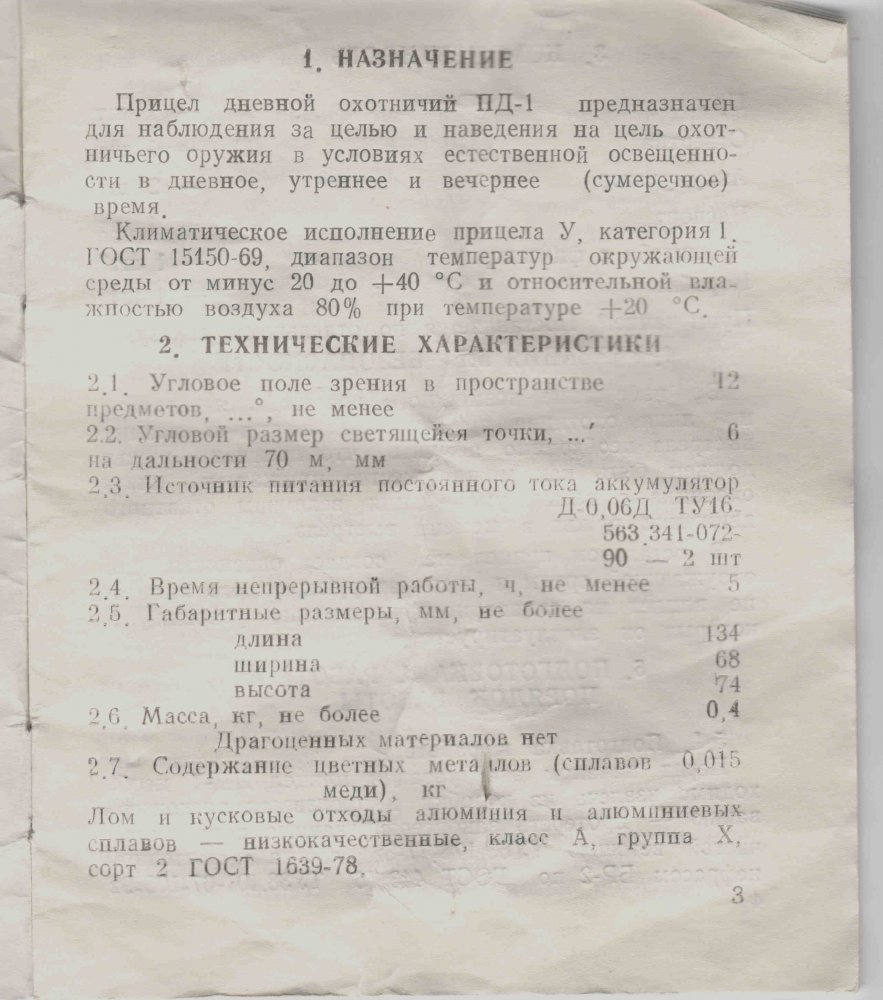 1. НАЗНАЧЕНИЕ
Прицел дневной охотничий ПД-1 предназначен
для наблюдения за целью и наведения на цель охот-
ничьего оружия в условиях естественной освещенно-
сти в дневное, утреннее и вечернее (сумеречное)
время.
Климатическое исполнение прицела У, категория 1.
ГОСТ 15150-69, диапазон температур окружающей
среды от минус 20 до +40 °С и относительной вла-
жностью воздуха 80% при температуре +20 °С.
2. ТЕХНИЧЕСКИЕ ХАРАКТЕРИСТИКИ
2.1. Угловое поле зрения в пространстве 12
предметов, ...°, не менее
2.2. Угловой размер светящейся точки, ...′ 6
на дальности 70 м, мм
2.3. Источник питания постоянного тока аккумулятор
Д-0,06Д ТУ16-
563.341-072-
90 — 2 шт
2.4. Время непрерывной работы, ч, не менее 5
2.5. Габаритные размеры, мм, не более
длина 134
ширина 68
высота 74
2.6. Масса, кг, не более 0,4
Драгоценных материалов нет
2.7. Содержание цветных металлов (сплавов 0,015
меди), кг
Лом и кусковые отходы алюминия и алюминиевых
сплавов — низкокачественные, класс А, группа X,
сорт 2 ГОСТ 1639-78.
3